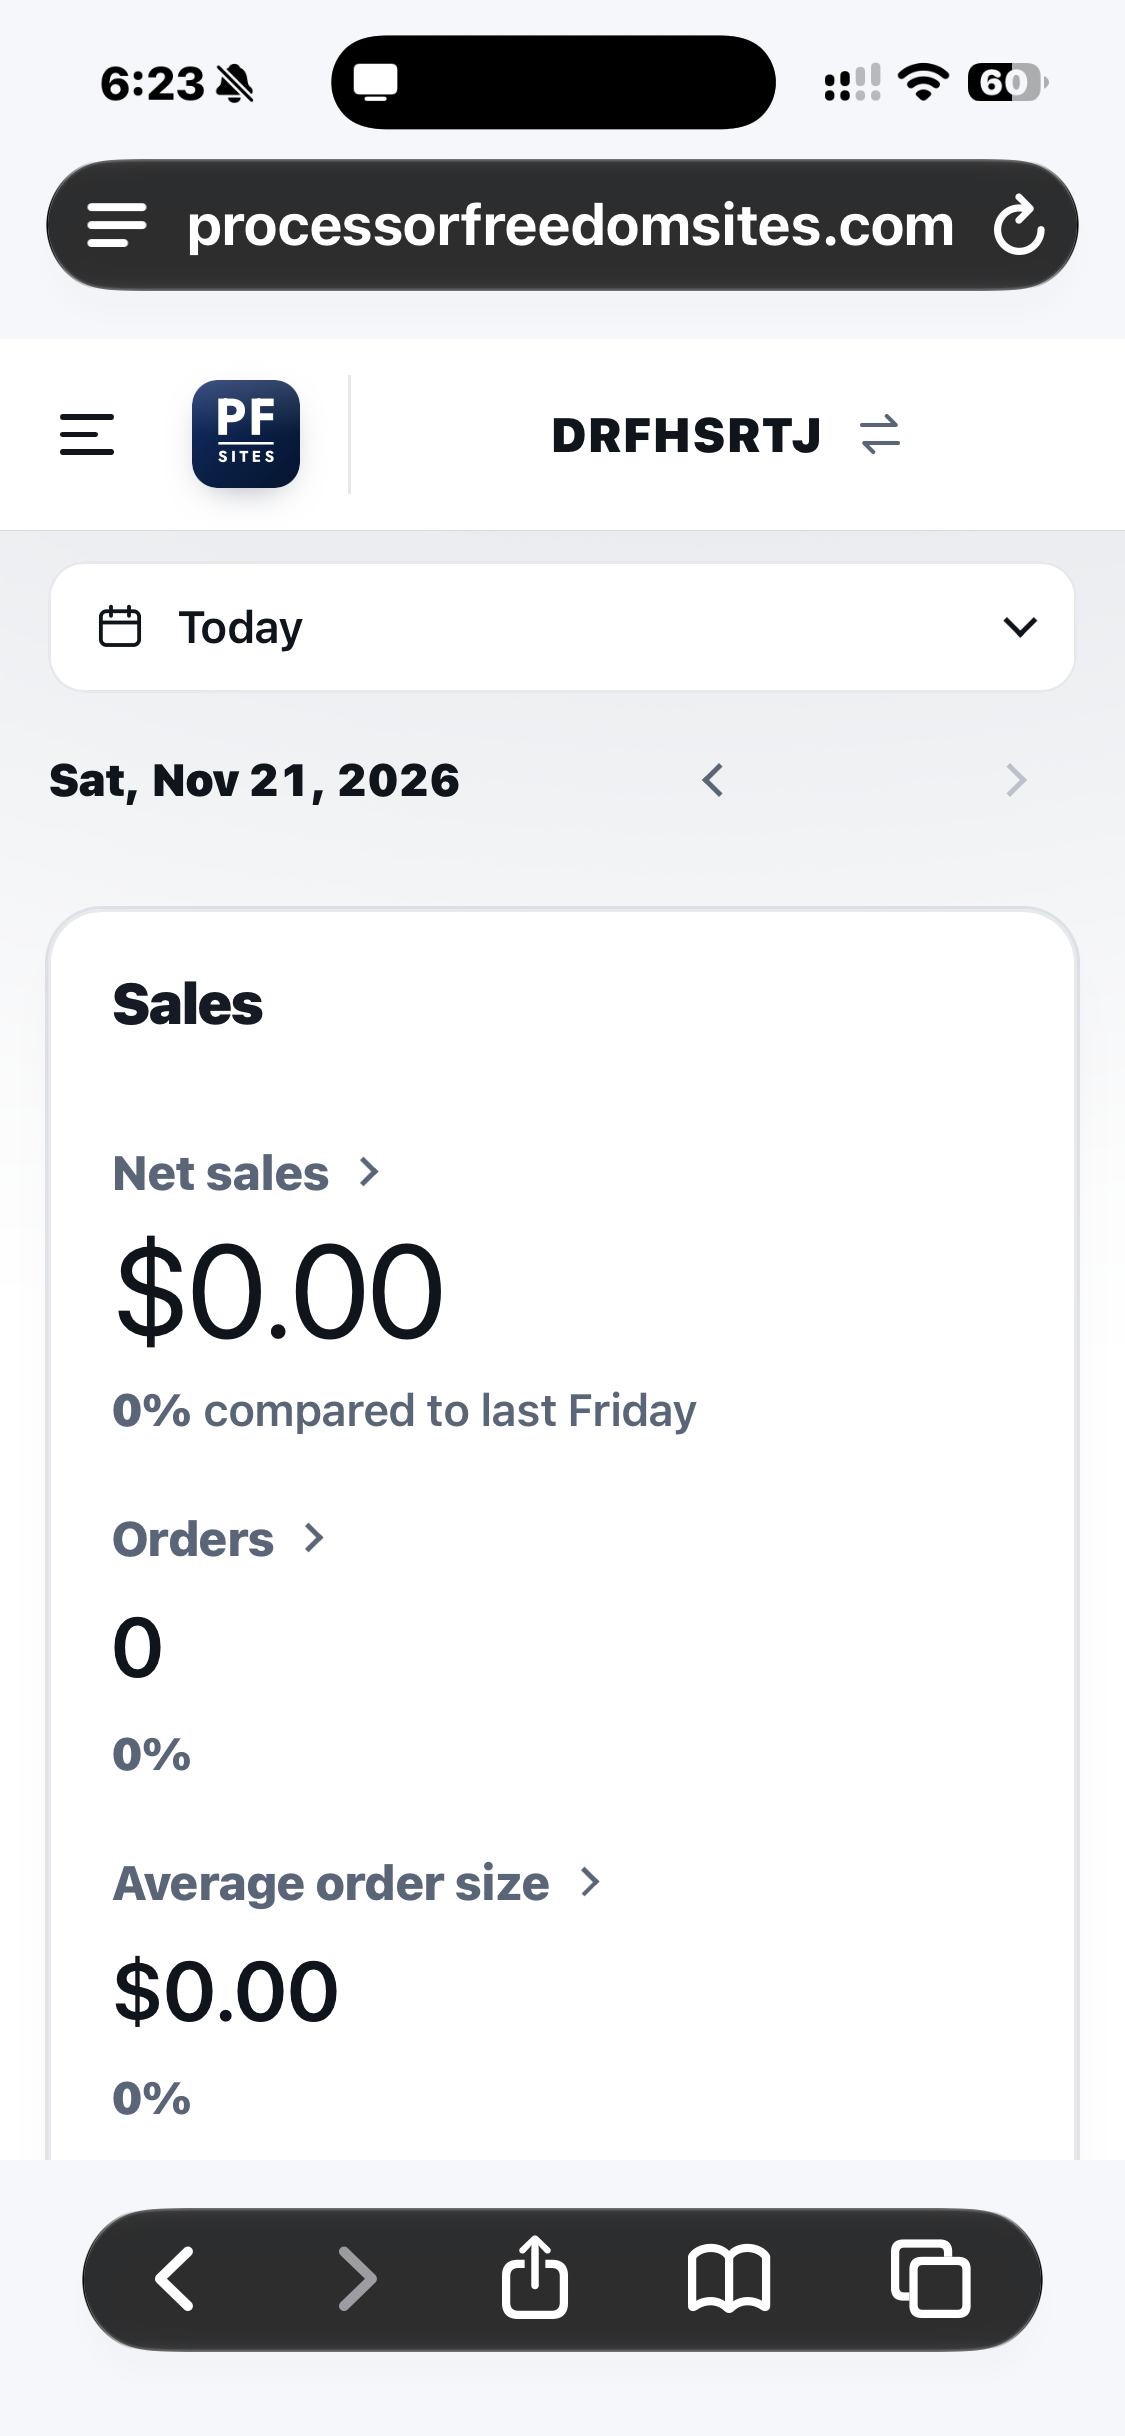 6:23
60
processorfreedomsites.com
PF
SITES
DRFHSRTJ
Today
Sat, Nov 21, 2026
Sales
Net sales
$0.00
0% compared to last Friday
Orders
0
0%
Average order size
$0.00
0%